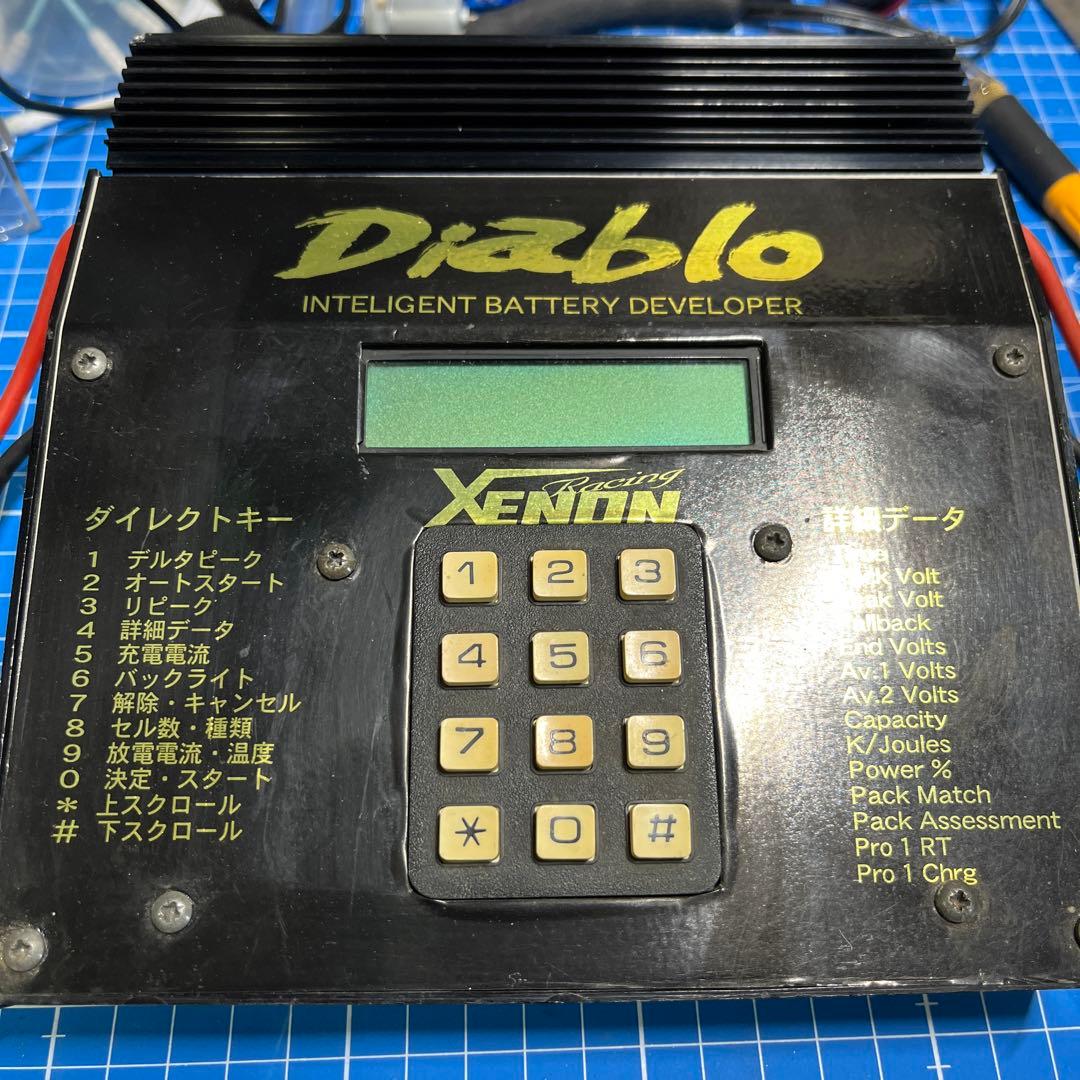 Diablo
INTELIGENT BATTERY DEVELOPER
XENON Racing
ダイレクトキー
1 デルタピーク
2 オートスタート
3 リピーク
4 詳細データ
5 充電電流
6 バックライト
7 解除・キャンセル
8 セル数・種類
9 放電電流・温度
0 決定・スタート
* 上スクロール
# 下スクロール
1 2 3
4 5 6
7 8 9
* 0 #
詳細データ
Volt
Volt
End Volts
Av.1 Volts
Av.2 Volts
Capacity
K/Joules
Power %
Pack Match
Pack Assessment
Pro 1 RT
Pro 1 Chrg